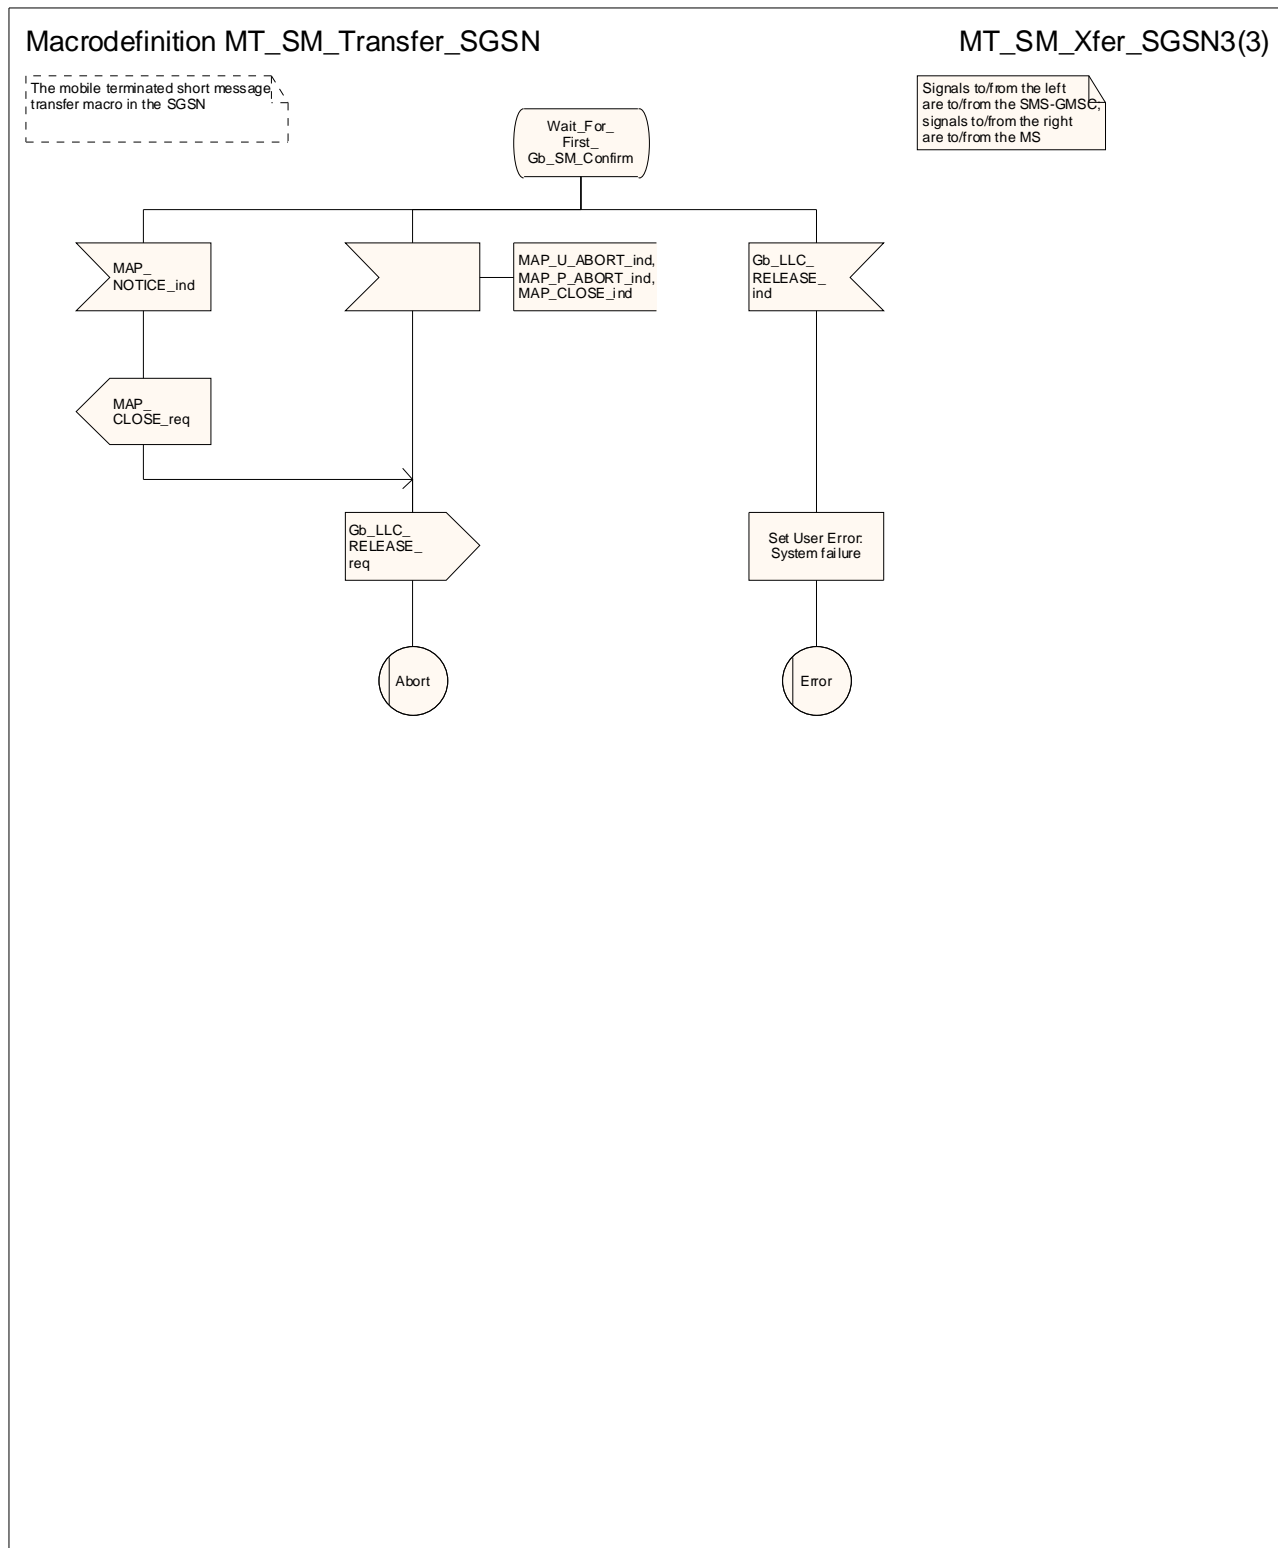 Macrodefinition MT_SM_Transfer_SGSN
MT_SM_Xfer_SGSN3(3)
The mobile terminated short message
transfer macro in the SGSN
Signals to/from the left
are to/from the SMS-GMSC;
signals to/from the right
are to/from the MS
Wait_For_
First_
Gb_SM_Confirm
MAP_
NOTICE_ind
MAP_U_ABORT_ind,
MAP_P_ABORT_ind,
MAP_CLOSE_ind
Gb_LLC_
RELEASE_
ind
MAP_
CLOSE_req
Gb_LLC_
RELEASE_
req
Set User Error:
System failure
Abort
Error